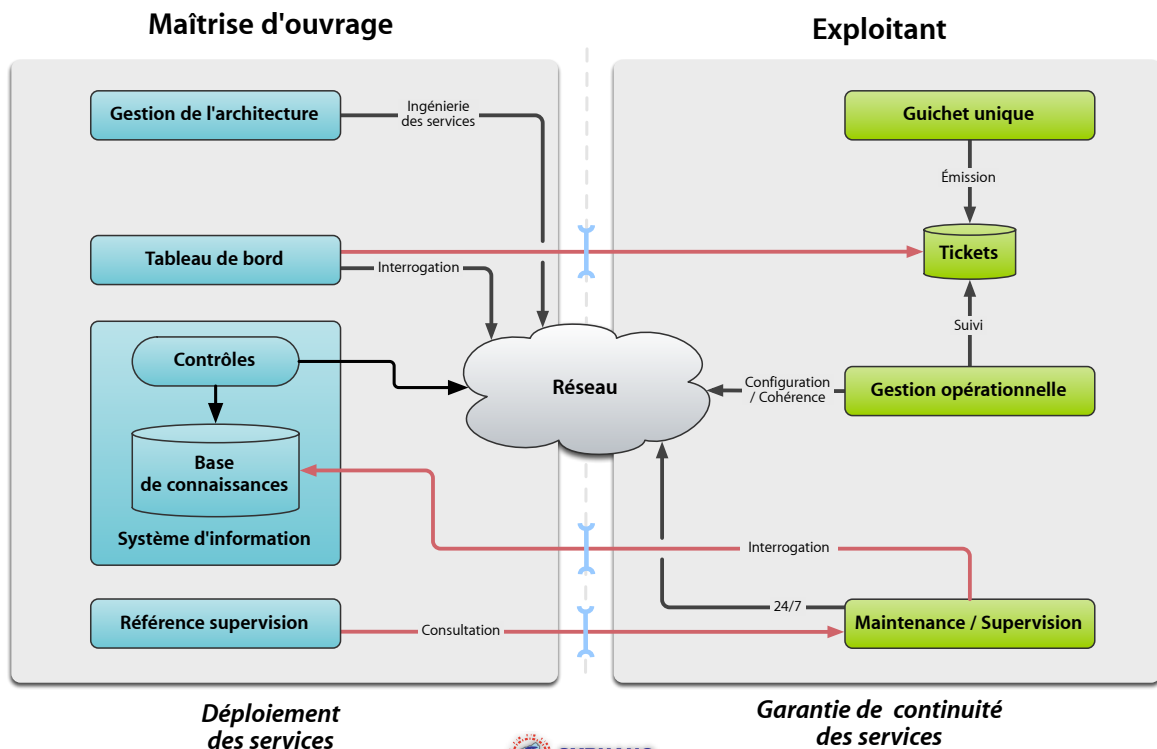 Maîtrise d'ouvrage
Exploitant
Gestion de l'architecture
Ingénierie
des services
Guichet unique
Émission
Tableau de bord
Interrogation
Tickets
Suivi
Contrôles
Réseau
Configuration
/ Cohérence
Gestion opérationnelle
Base
de connaissances
Système d'information
Interrogation
24/7
Référence supervision
Consultation
Maintenance / Supervision
Déploiement
des services
Garantie de continuité
des services